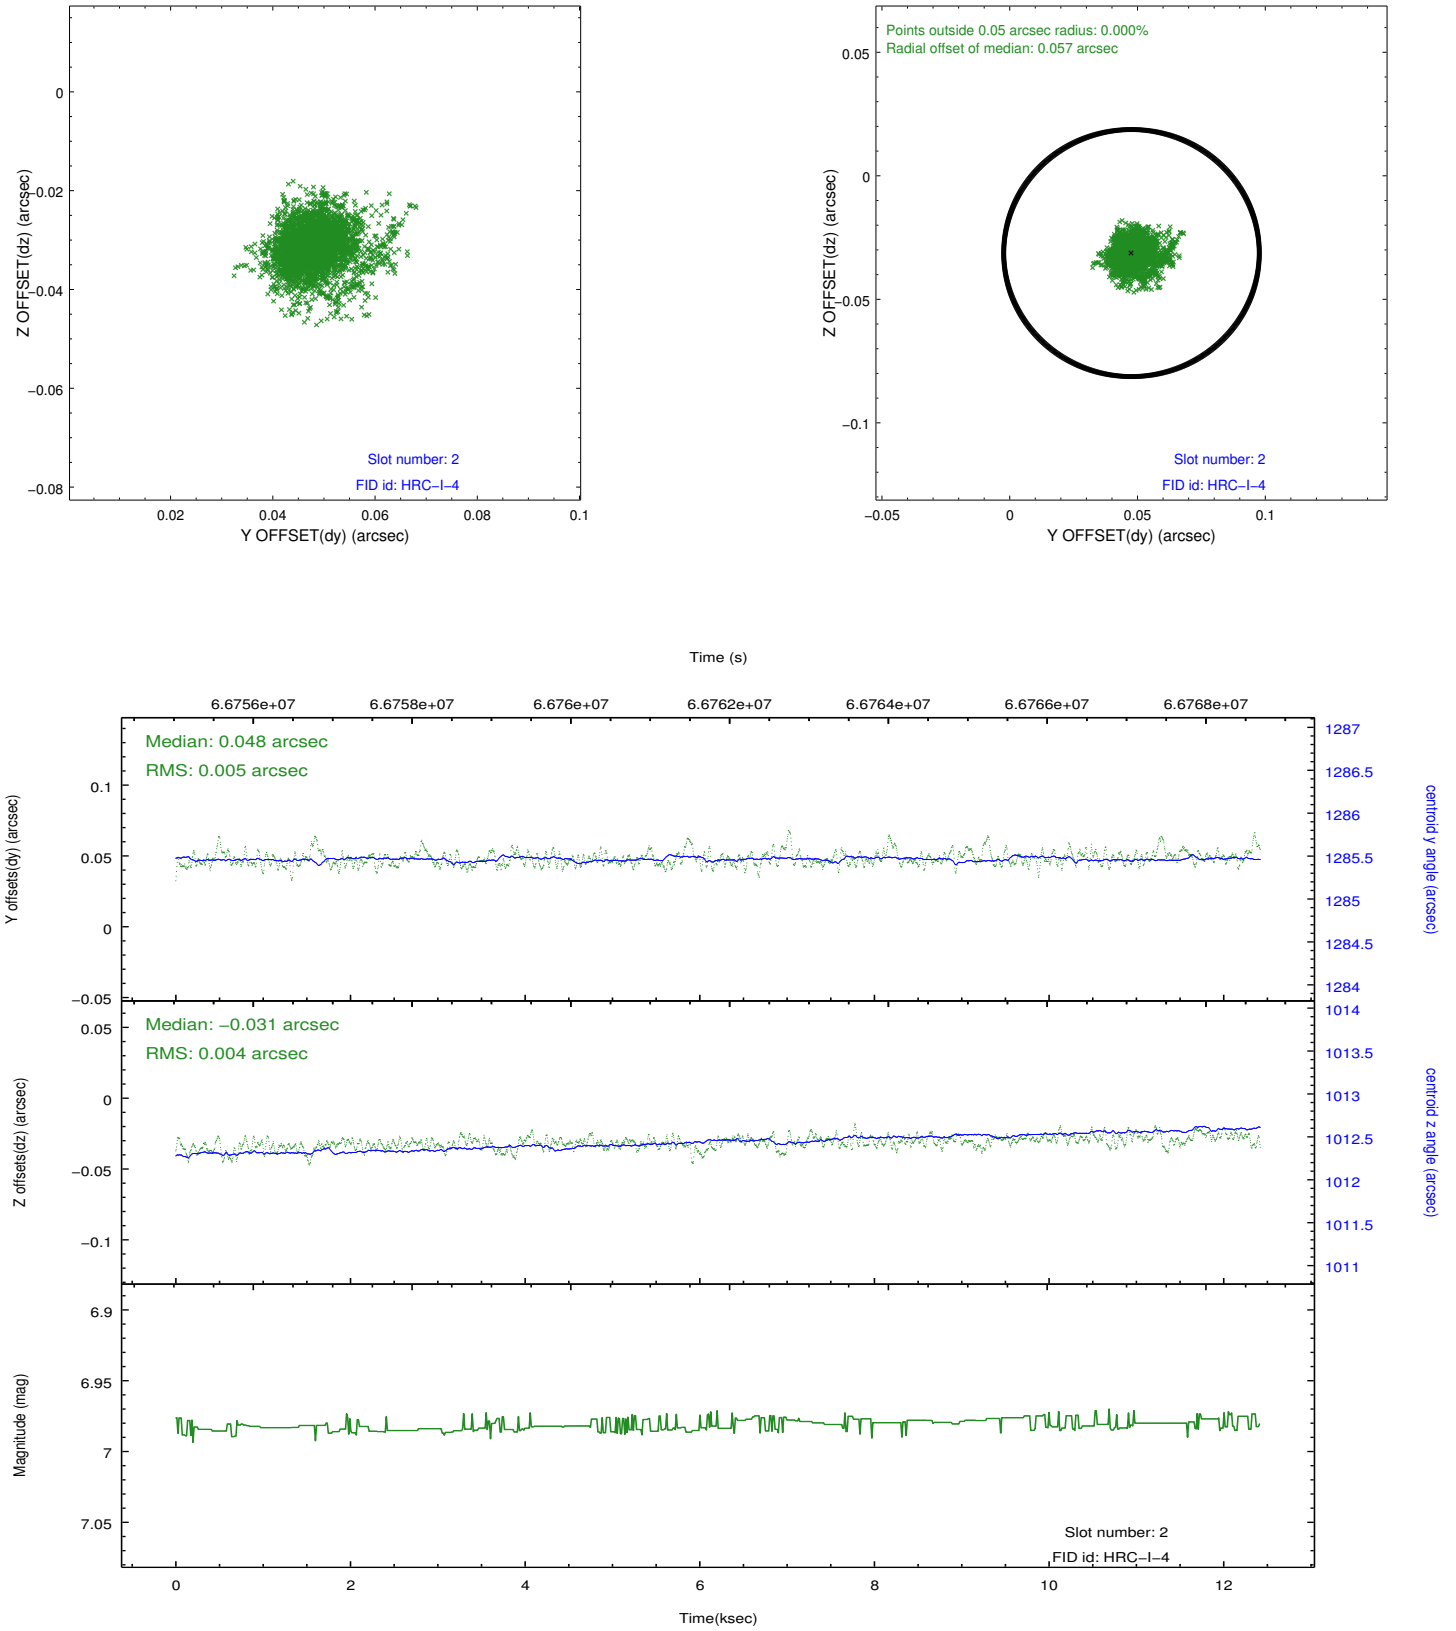 0
−0.02
−0.04
−0.06
−0.08
Z OFFSET(dz) (arcsec)
Slot number: 2
FID id: HRC−I−4
0.02 0.04 0.06 0.08 0.1
Y OFFSET(dy) (arcsec)
Points outside 0.05 arcsec radius: 0.000%
Radial offset of median: 0.057 arcsec
0.05
0
−0.05
−0.1
Z OFFSET(dz) (arcsec)
Slot number: 2
FID id: HRC−I−4
−0.05 0 0.05 0.1
Y OFFSET(dy) (arcsec)
Time (s)
6.6756e+07 6.6758e+07 6.676e+07 6.6762e+07 6.6764e+07 6.6766e+07 6.6768e+07
Median: 0.048 arcsec
RMS: 0.005 arcsec
0.1
0.05
0
−0.05
Y offsets(dy) (arcsec)
1287
1286.5
1286
1285.5
1285
1284.5
1284
centroid y angle (arcsec)
Median: −0.031 arcsec
RMS: 0.004 arcsec
0.05
0
−0.05
−0.1
Z offsets(dz) (arcsec)
1014
1013.5
1013
1012.5
1012
1011.5
1011
centroid z angle (arcsec)
6.9
6.95
7
7.05
Magnitude (mag)
Slot number: 2
FID id: HRC−I−4
0 2 4 6 8 10 12
Time(ksec)